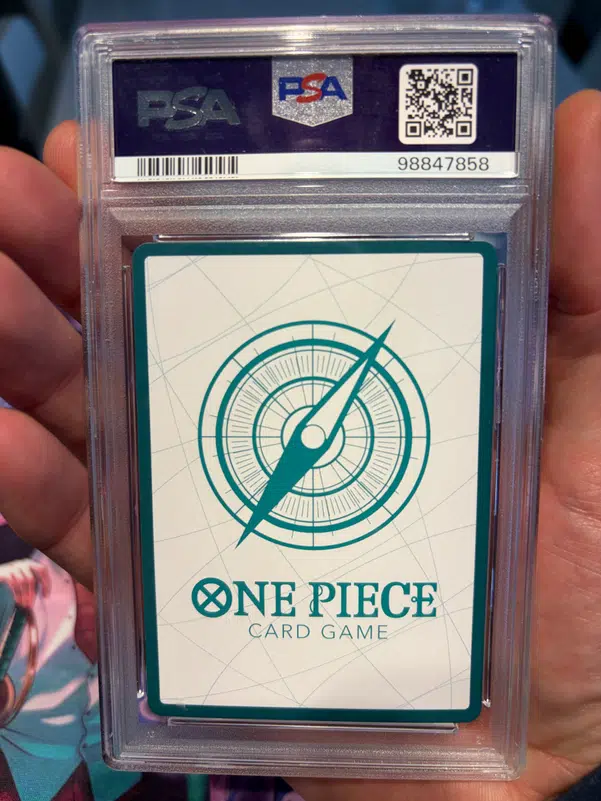 PSA PSA
98847858
ONE PIECE
CARD GAME